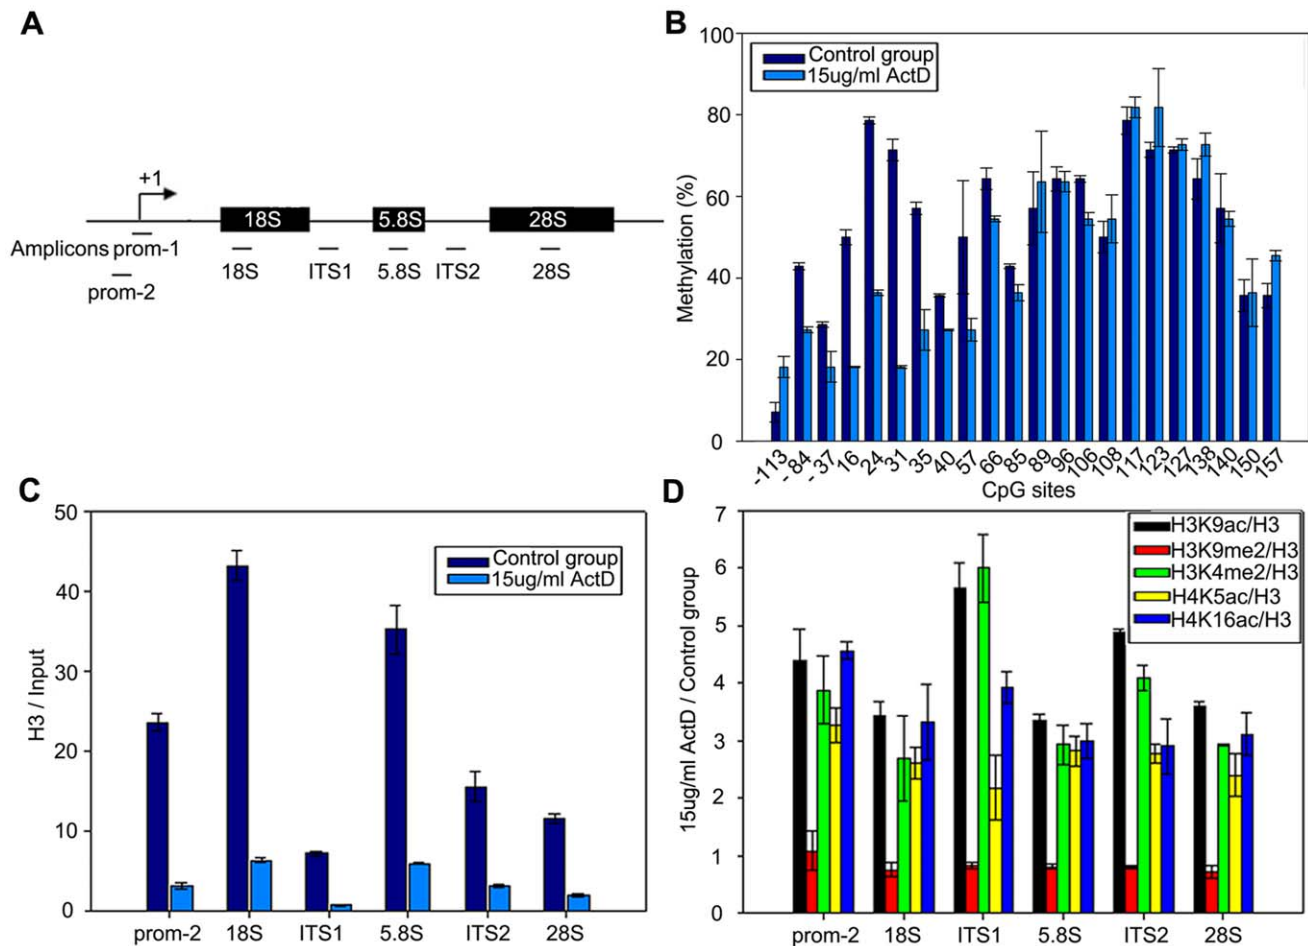 A
+1
18S
5.8S
28S
Amplicons prom-1
prom-2
18S
ITS1
5.8S
ITS2
28S
B
Control group
15ug/ml ActD
Methylation (%)
100
80
60
40
20
0
-113
- 84
- 37
16
24
31
35
40
57
66
85
89
96
106
108
117
123
127
138
140
150
157
CpG sites
C
Control group
15ug/ml ActD
H3 / Input
50
40
30
20
10
0
prom-2
18S
ITS1
5.8S
ITS2
28S
D
H3K9ac/H3
H3K9me2/H3
H3K4me2/H3
H4K5ac/H3
H4K16ac/H3
15ug/ml ActD / Control group
7
6
5
4
3
2
1
0
prom-2
18S
ITS1
5.8S
ITS2
28S